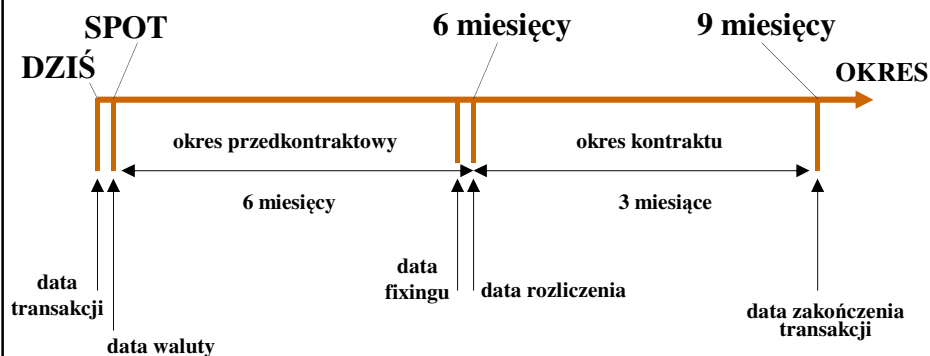 SPOT
6 miesięcy
9 miesięcy
DZIŚ
OKRES
okres przedkontraktowy
okres kontraktu
6 miesięcy
3 miesiące
data
transakcji
data waluty
data
fixingu
data rozliczenia
data zakończenia
transakcji